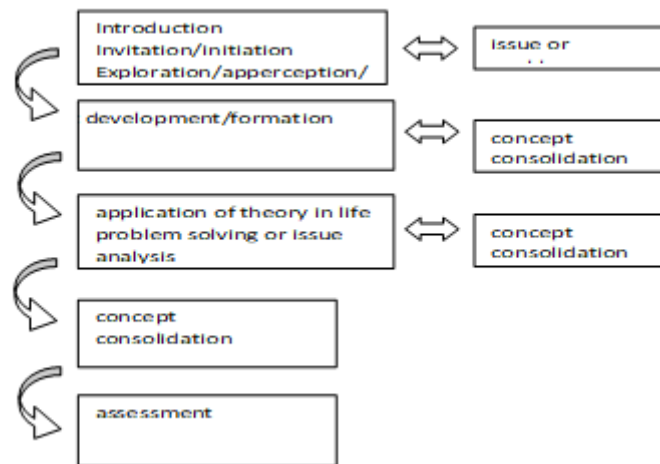 Introduction
Invitation/initiation
Exploration/apperception/
issue or
development/formation
concept
consolidation
application of theory in life
problem solving or issue
analysis
concept
consolidation
concept
consolidation
assessment